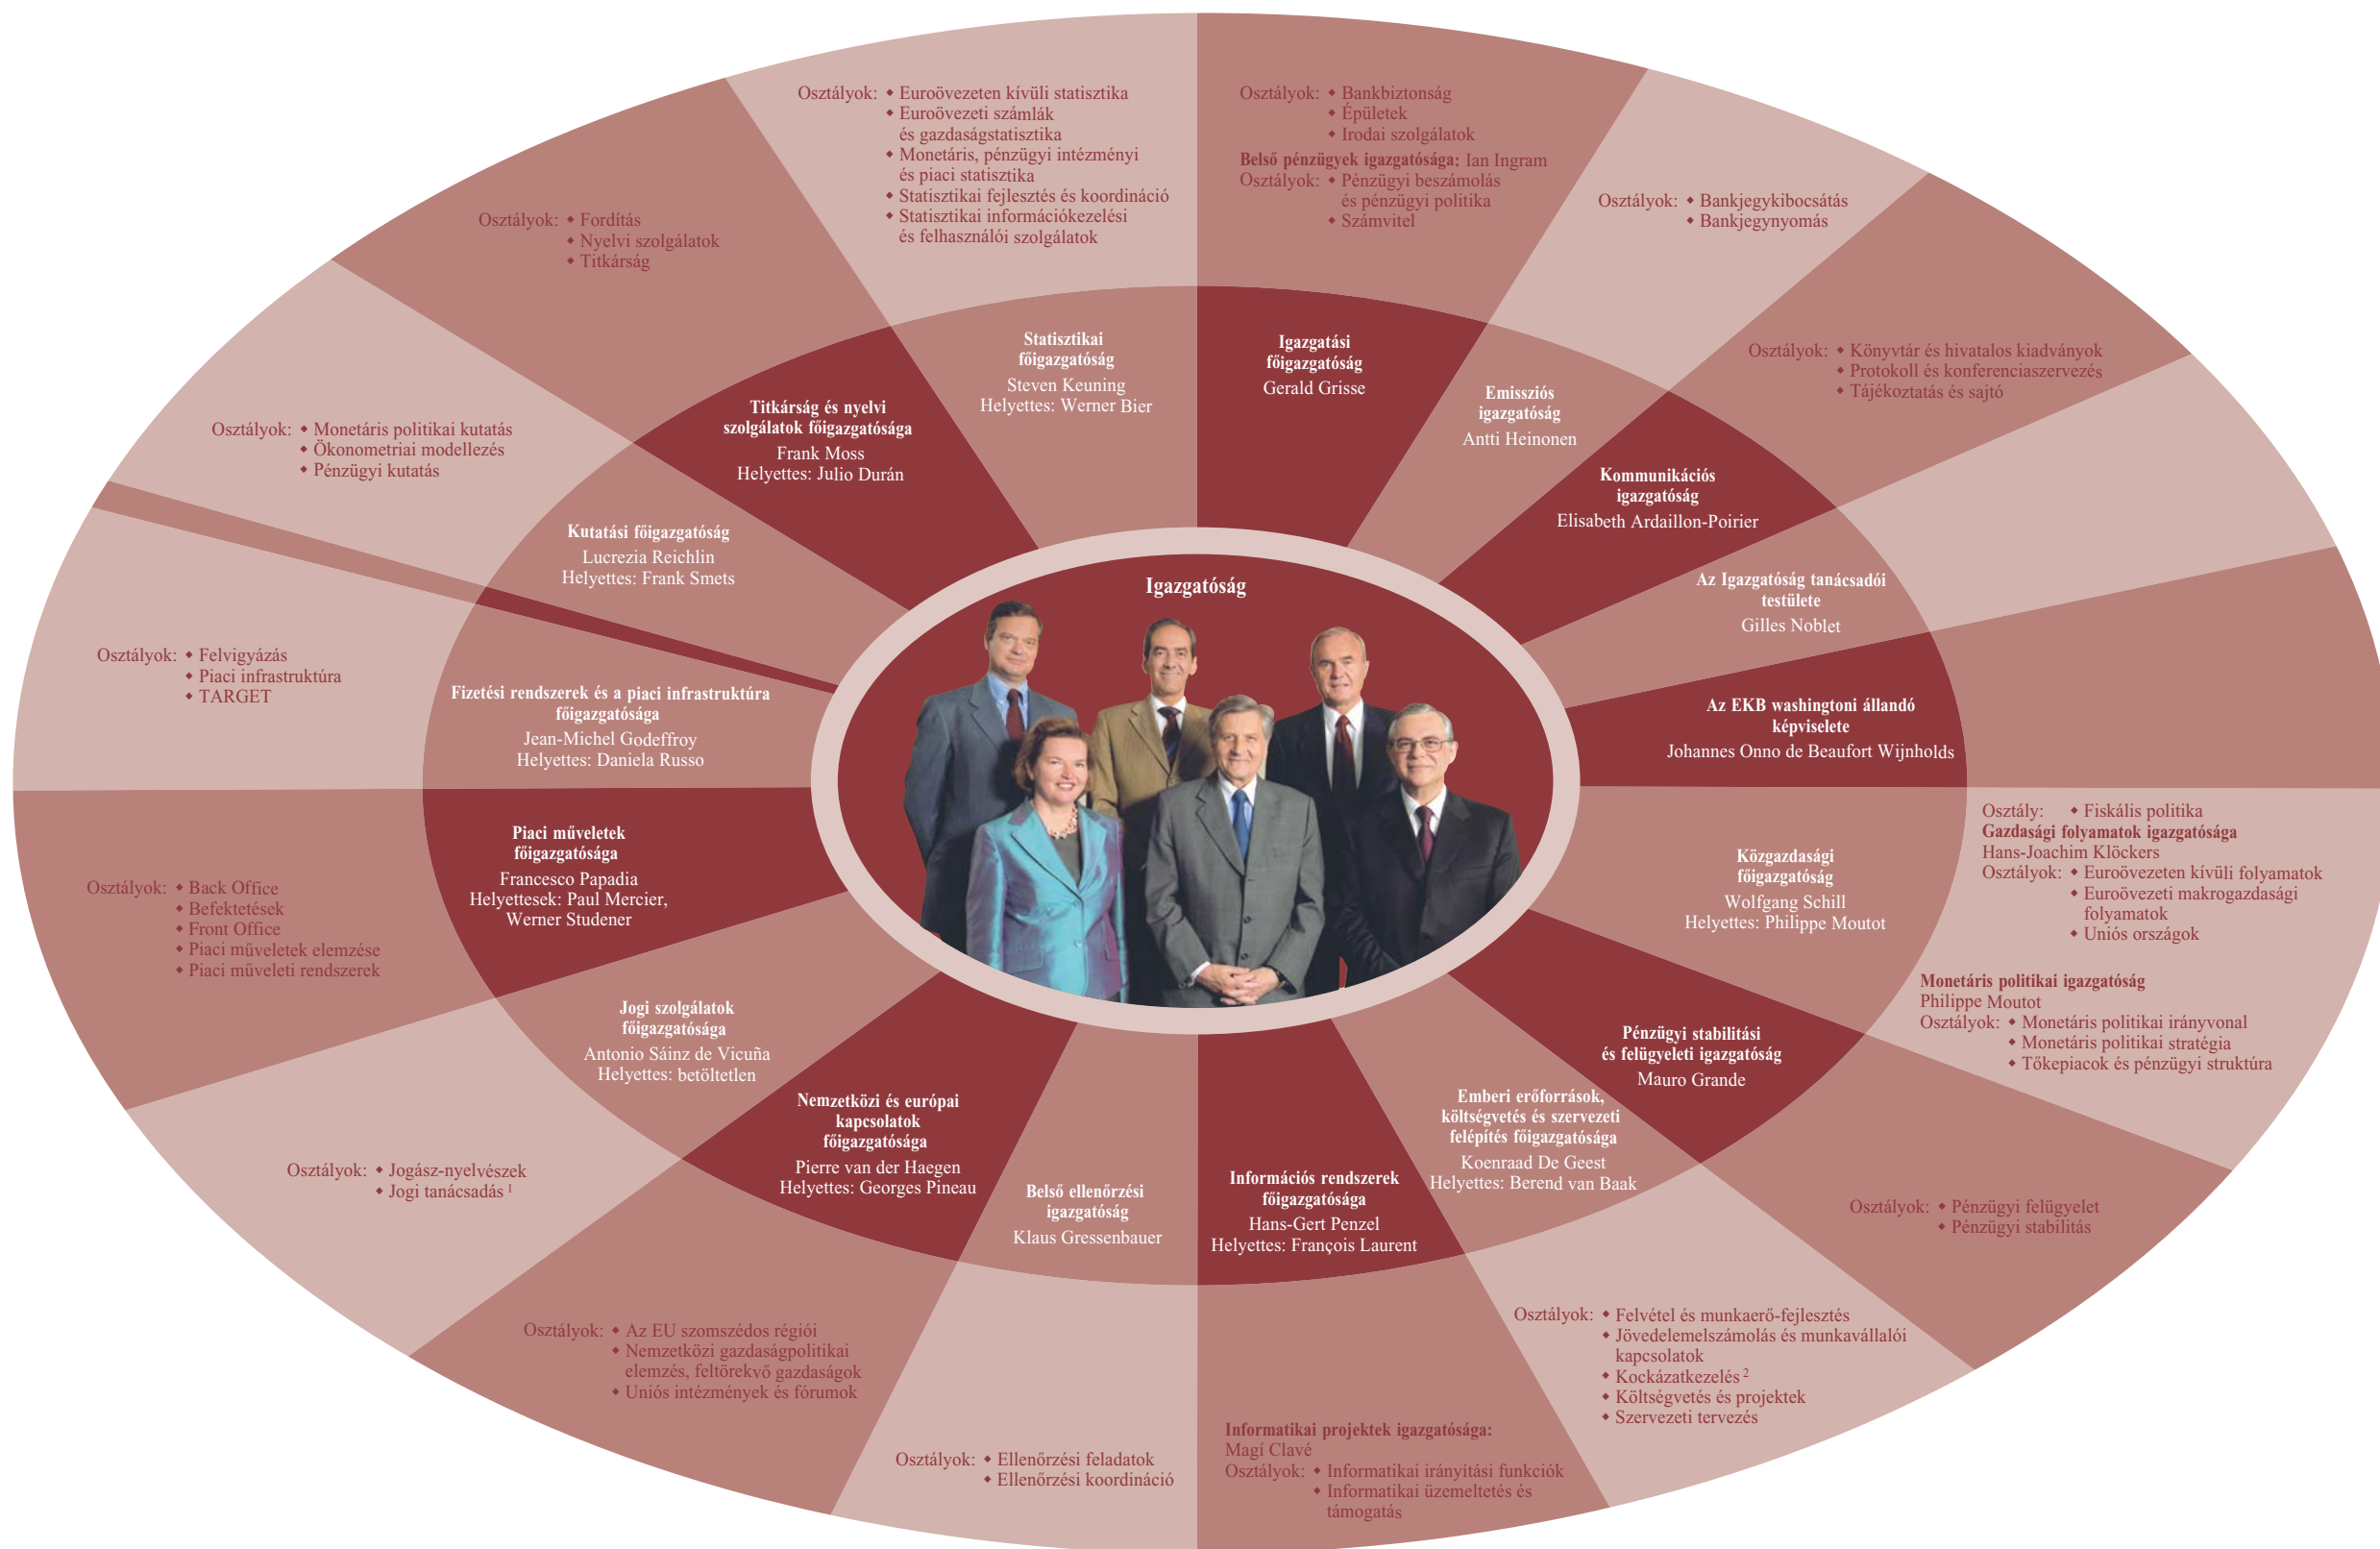 Igazgatóság
Igazgatási
főigazgatóság
Gerald Grisse
Osztályok: ◆ Bankbiztonság
◆ Épületek
◆ Irodai szolgálatok
Belső pénzügyek igazgatósága: Ian Ingram
Osztályok: ◆ Pénzügyi beszámolás
és pénzügyi politika
◆ Számvitel
Emissziós
igazgatóság
Antti Heinonen
Osztályok: ◆ Bankjegykibocsátás
◆ Bankjegynyomás
Kommunikációs
igazgatóság
Elisabeth Ardaillon-Poirier
Osztályok: ◆ Könyvtár és hivatalos kiadványok
◆ Protokoll és konferenciaszervezés
◆ Tájékoztatás és sajtó
Az Igazgatóság tanácsadói
testülete
Gilles Noblet
Az EKB washingtoni állandó
képviselete
Johannes Onno de Beaufort Wijnholds
Közgazdasági
főigazgatóság
Wolfgang Schill
Helyettes: Philippe Moutot
Osztály: ◆ Fiskális politika
Gazdasági folyamatok igazgatósága
Hans-Joachim Klöckers
Osztályok: ◆ Euroövezeten kívüli folyamatok
◆ Euroövezeti makrogazdasági
folyamatok
◆ Uniós országok
Monetáris politikai igazgatóság
Philippe Moutot
Osztályok: ◆ Monetáris politikai irányvonal
◆ Monetáris politikai stratégia
◆ Tőkepiacok és pénzügyi struktúra
Pénzügyi stabilitási
és felügyeleti igazgatóság
Mauro Grande
Osztályok: ◆ Pénzügyi felügyelet
◆ Pénzügyi stabilitás
Emberi erőforrások,
költségvetés és szervezeti
felépítés főigazgatósága
Koenraad De Geest
Helyettes: Berend van Baak
Osztályok: ◆ Felvétel és munkaerő-fejlesztés
◆ Jövedelemelszámolás és munkavállalói
kapcsolatok
◆ Kockázatkezelés 2
◆ Költségvetés és projektek
◆ Szervezeti tervezés
Információs rendszerek
főigazgatósága
Hans-Gert Penzel
Helyettes: François Laurent
Informatikai projektek igazgatósága:
Magí Clavé
Osztályok: ◆ Informatikai irányítási funkciók
◆ Informatikai üzemeltetés és
támogatás
Belső ellenőrzési
igazgatóság
Klaus Gressenbauer
Osztályok: ◆ Ellenőrzési feladatok
◆ Ellenőrzési koordináció
Nemzetközi és európai
kapcsolatok
főigazgatósága
Pierre van der Haegen
Helyettes: Georges Pineau
Osztályok: ◆ Az EU szomszédos régiói
◆ Nemzetközi gazdaságpolitikai
elemzés, feltörekvő gazdaságok
◆ Uniós intézmények és fórumok
Jogi szolgálatok
főigazgatósága
Antonio Sáinz de Vicuña
Helyettes: betöltetlen
Osztályok: ◆ Jogász-nyelvészek
◆ Jogi tanácsadás 1
Piaci műveletek
főigazgatósága
Francesco Papadia
Helyettesek: Paul Mercier,
Werner Studener
Osztályok: ◆ Back Office
◆ Befektetések
◆ Front Office
◆ Piaci műveletek elemzése
◆ Piaci műveleti rendszerek
Fizetési rendszerek és a piaci infrastruktúra
főigazgatósága
Jean-Michel Godeffroy
Helyettes: Daniela Russo
Osztályok: ◆ Felvigyázás
◆ Piaci infrastruktúra
◆ TARGET
Kutatási főigazgatóság
Lucrezia Reichlin
Helyettes: Frank Smets
Osztályok: ◆ Monetáris politikai kutatás
◆ Ökonometriai modellezés
◆ Pénzügyi kutatás
Titkárság és nyelvi
szolgálatok főigazgatósága
Frank Moss
Helyettes: Julio Durán
Osztályok: ◆ Fordítás
◆ Nyelvi szolgálatok
◆ Titkárság
Statisztikai
főigazgatóság
Steven Keuning
Helyettes: Werner Bier
Osztályok: ◆ Euroövezeten kívüli statisztika
◆ Euroövezeti számlák
és gazdaságstatisztika
◆ Monetáris, pénzügyi intézményi
és piaci statisztika
◆ Statisztikai fejlesztés és koordináció
◆ Statisztikai információkezelési
és felhasználói szolgálatok